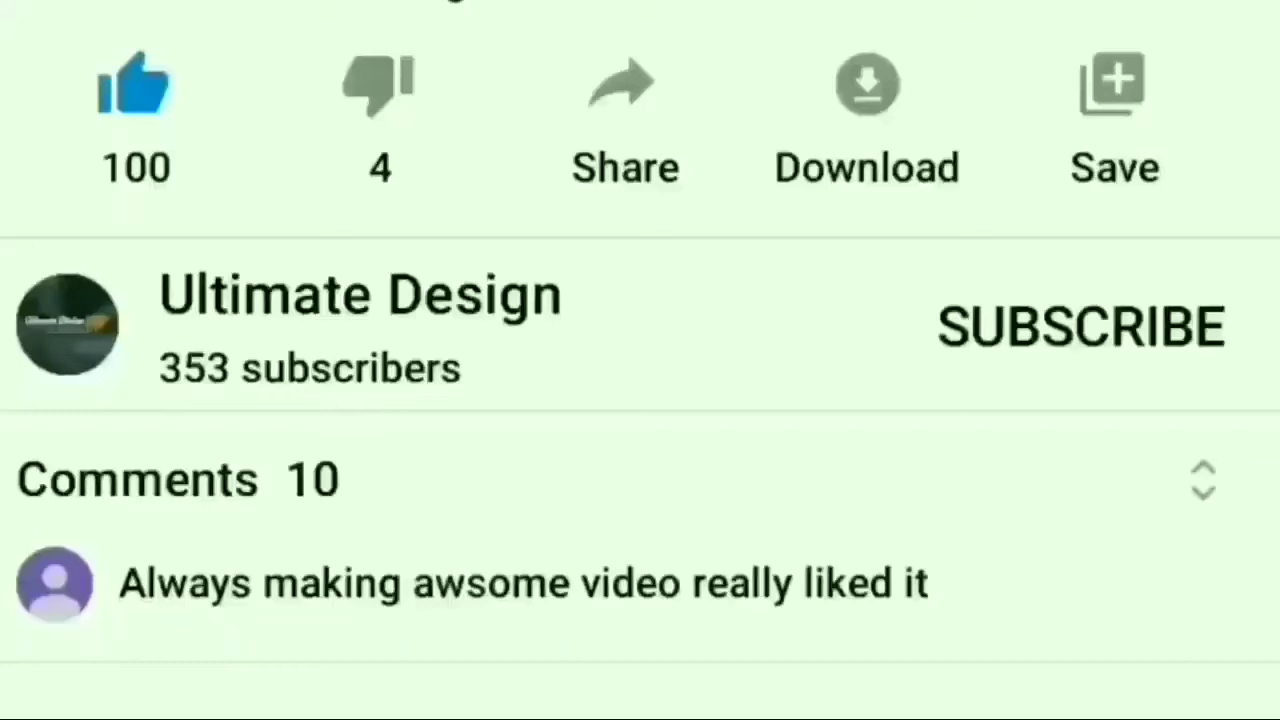 100
4
Share
Download
Save
Ultimate Design
SUBSCRIBE
353 subscribers
Comments 10
Always making awsome video really liked it